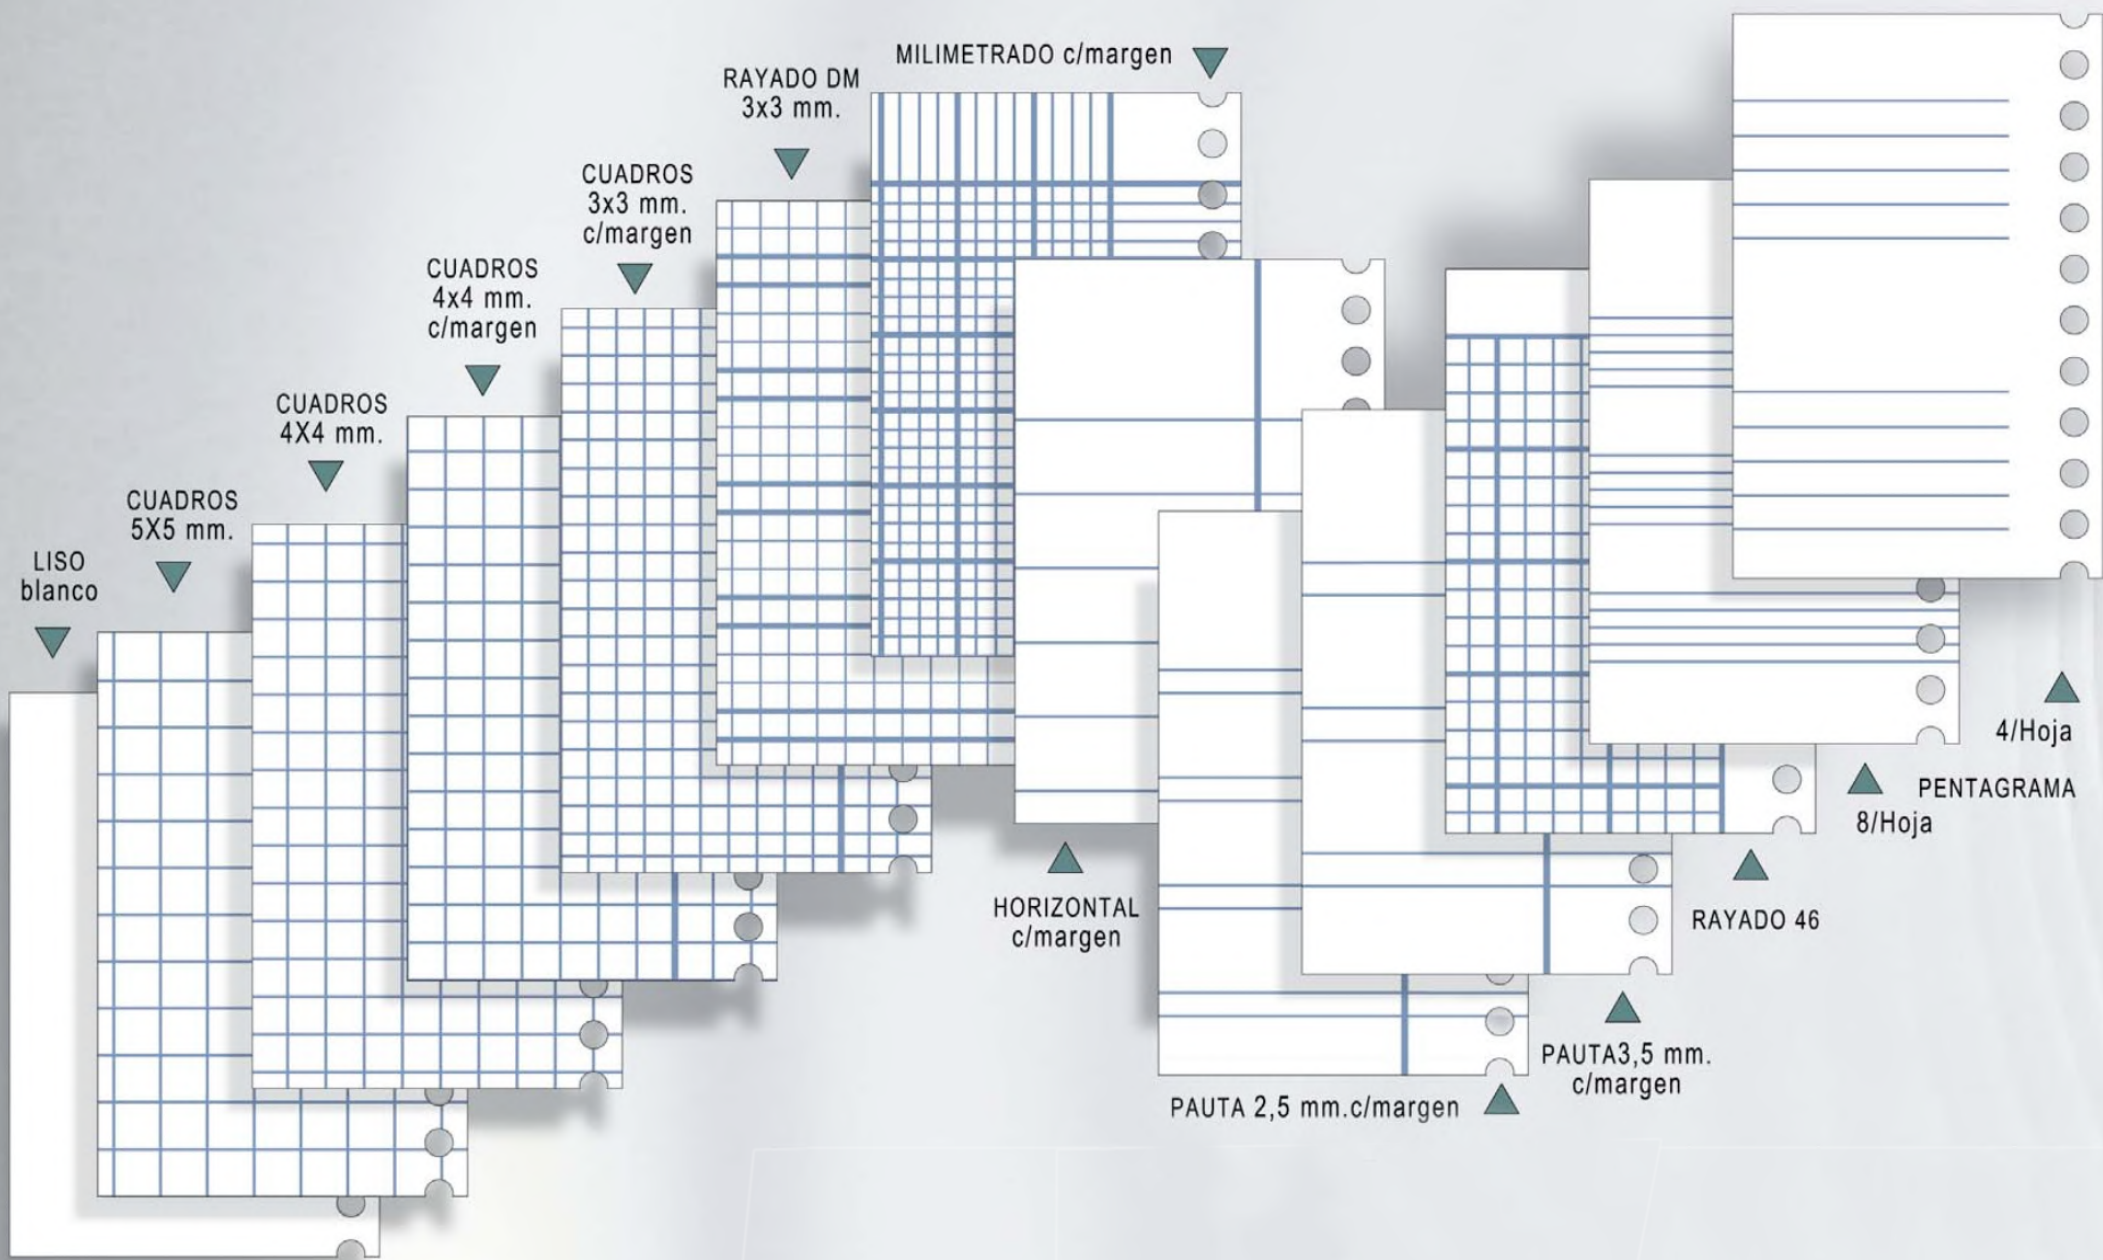 LISO
blanco
CUADROS
5X5 mm.
CUADROS
4X4 mm.
CUADROS
4x4 mm.
c/margen
CUADROS
3x3 mm.
c/margen
RAYADO DM
3x3 mm.
MILIMETRADO c/margen
HORIZONTAL
c/margen
PAUTA 2,5 mm.c/margen
PAUTA3,5 mm.
c/margen
RAYADO 46
8/Hoja
PENTAGRAMA
4/Hoja